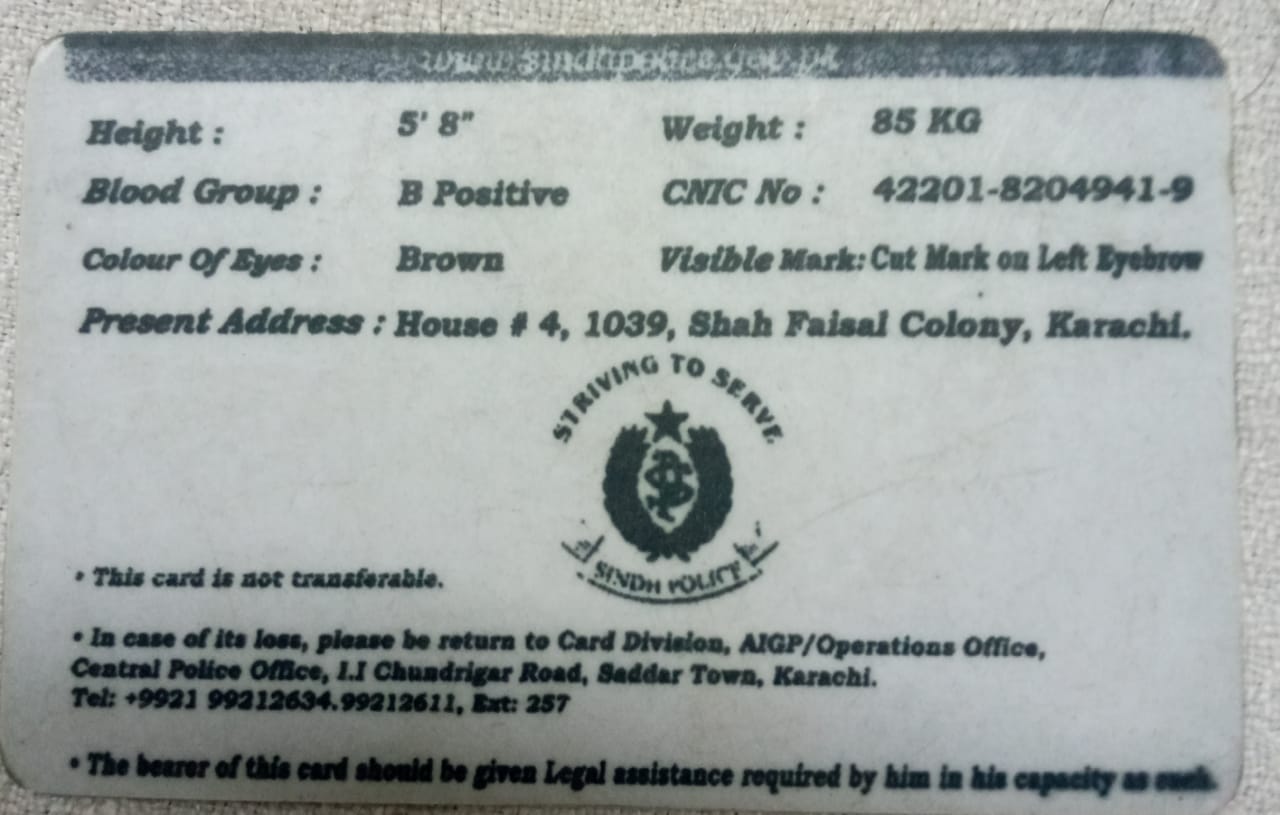 www.sindhpolice.gov.pk
Height : 5' 8" Weight : 85 KG
Blood Group : B Positive CNIC No : 42201-8204941-9
Colour Of Eyes : Brown Visible Mark: Cut Mark on Left Eyebrow
Present Address : House # 4, 1039, Shah Faisal Colony, Karachi.
STRIVING TO SERVE
SINDH POLICE
• This card is not transferable.
• In case of its loss, please be return to Card Division, AIGP/Operations Office,
Central Police Office, I.I Chundrigar Road, Saddar Town, Karachi.
Tel: +9921 99212634.99212611, Ext: 257
• The bearer of this card should be given Legal assistance required by him in his capacity as such.